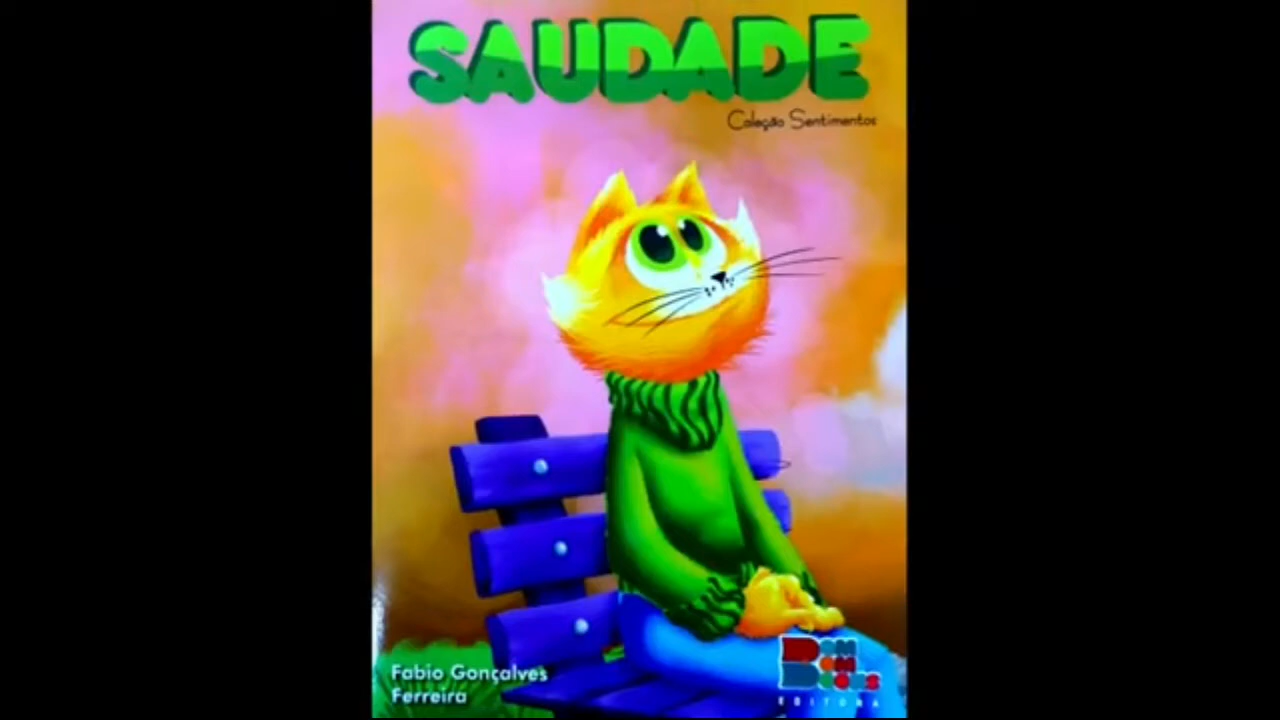 SAUDADE
Coleção Sentimentos
Fabio Gonçalves
Ferreira
EDITORA